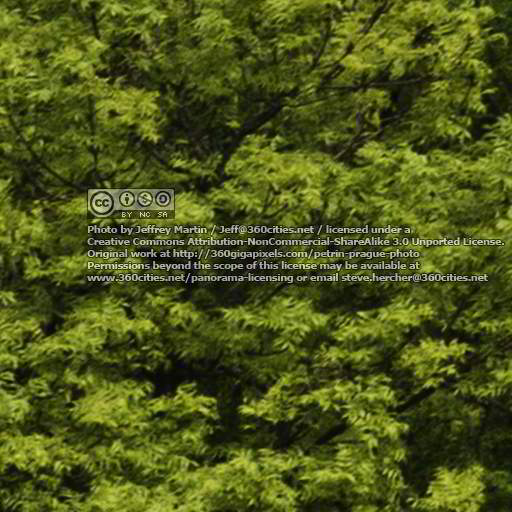 cc
BY NC SA
Photo by Jeffrey Martin / Jeff@360cities.net / licensed under a
Creative Commons Attribution-NonCommercial-ShareAlike 3.0 Unported License.
Original work at http://360gigapixels.com/petrin-prague-photo
Permissions beyond the scope of this license may be available at
www.360cities.net/panorama-licensing or email steve.hercher@360cities.net